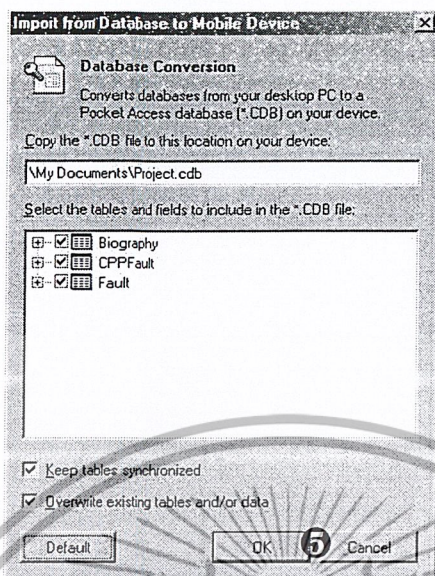 Import from Database to Mobile Device
Database Conversion
Converts databases from your desktop PC to a
Pocket Access database (*.CDB) on your device.
Copy the *.CDB file to this location on your device:
\My Documents\Project.cdb
Select the tables and fields to include in the *.CDB file:
Biography
CPPFault
Fault
Keep tables synchronized
Overwrite existing tables and/or data
Default OK 5 Cancel